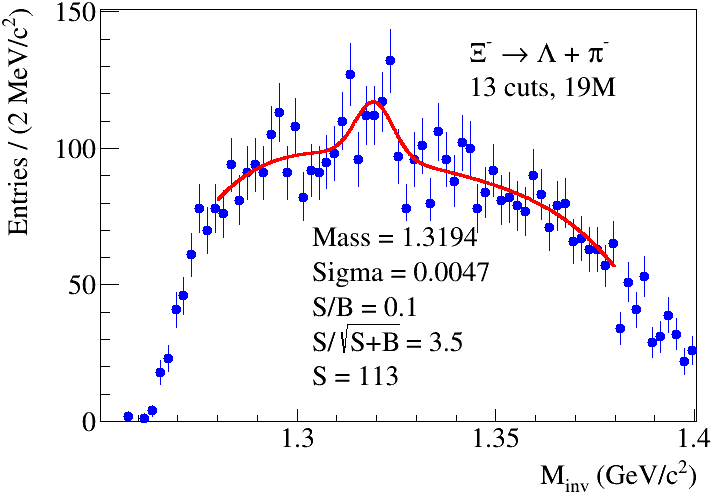 Entries / (2 MeV/c²)
150
100
50
0
Ξ⁻ → Λ + π⁻
13 cuts, 19M
Mass = 1.3194
Sigma = 0.0047
S/B = 0.1
S/√S+B = 3.5
S = 113
1.3 1.35 1.4
M_inv (GeV/c²)